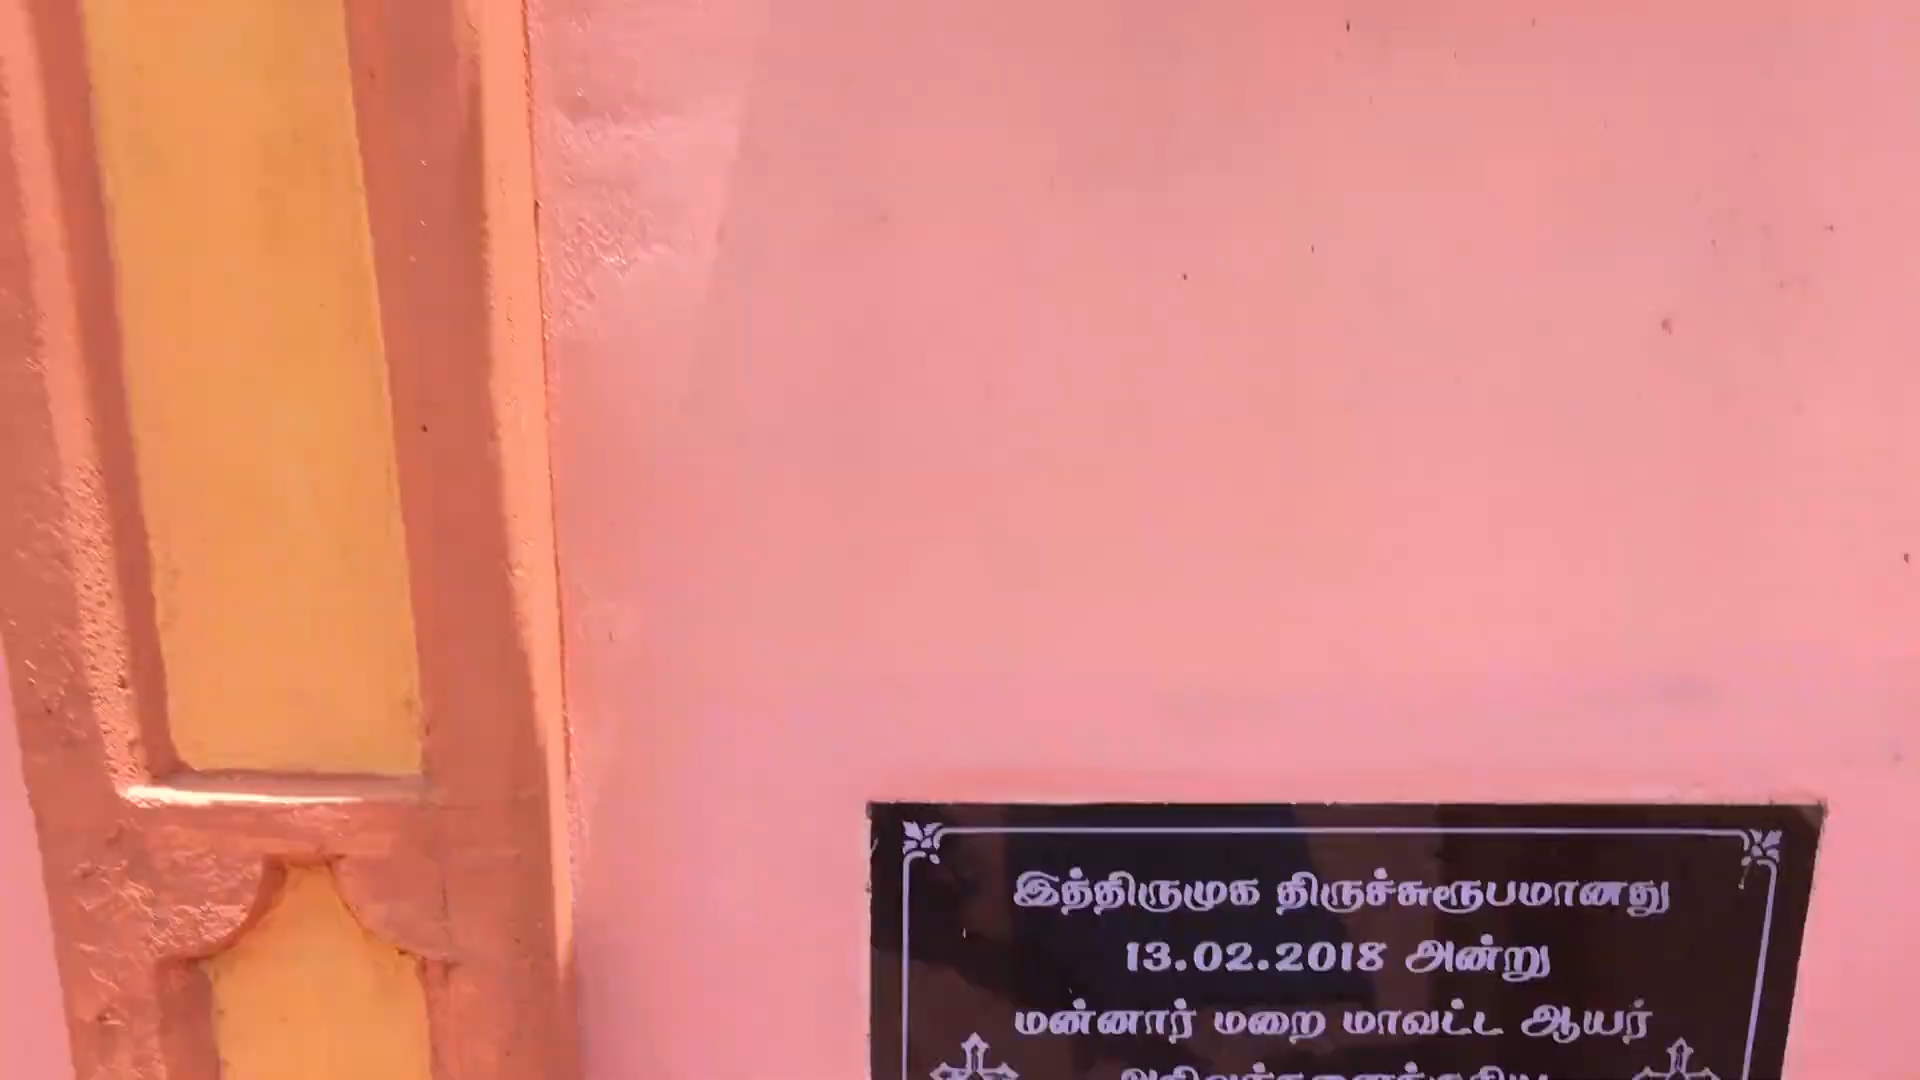 இத்திருமுக திருச்சுரூபமானது
13.02.2018 அன்று
மன்னார் மறை மாவட்ட ஆயர்